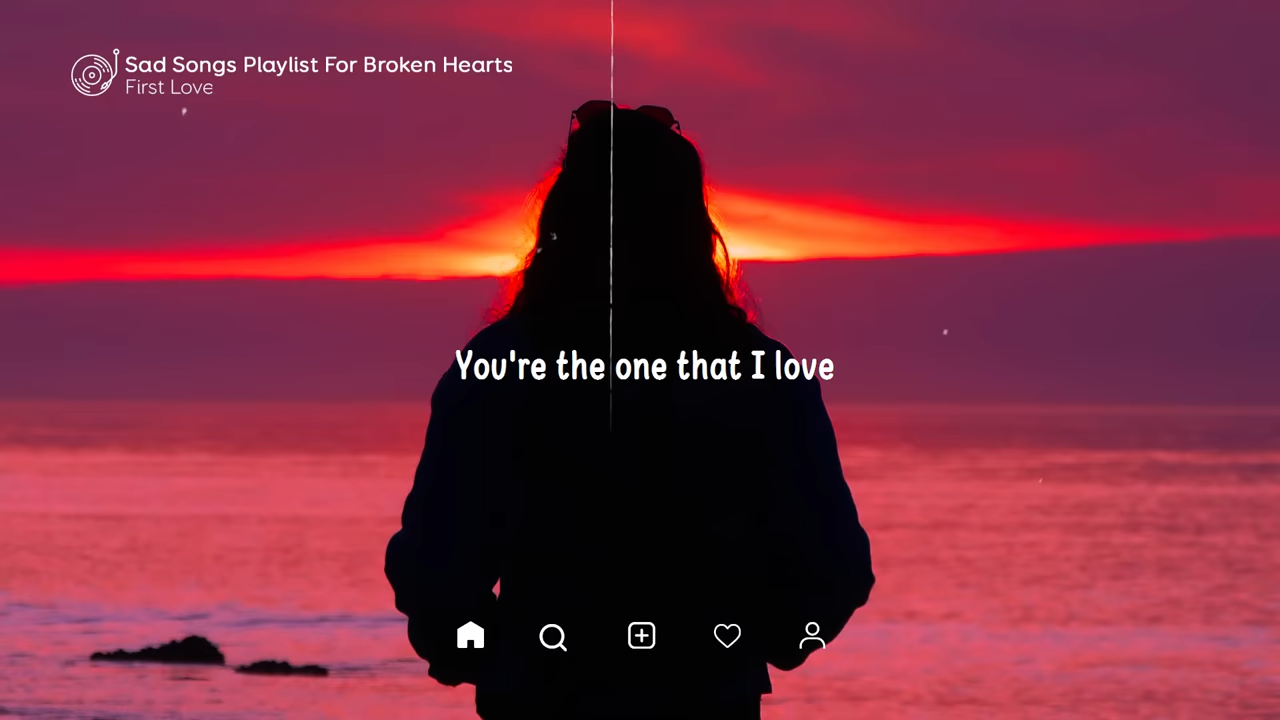 Sad Songs Playlist For Broken Hearts
First Love
You're the one that I love